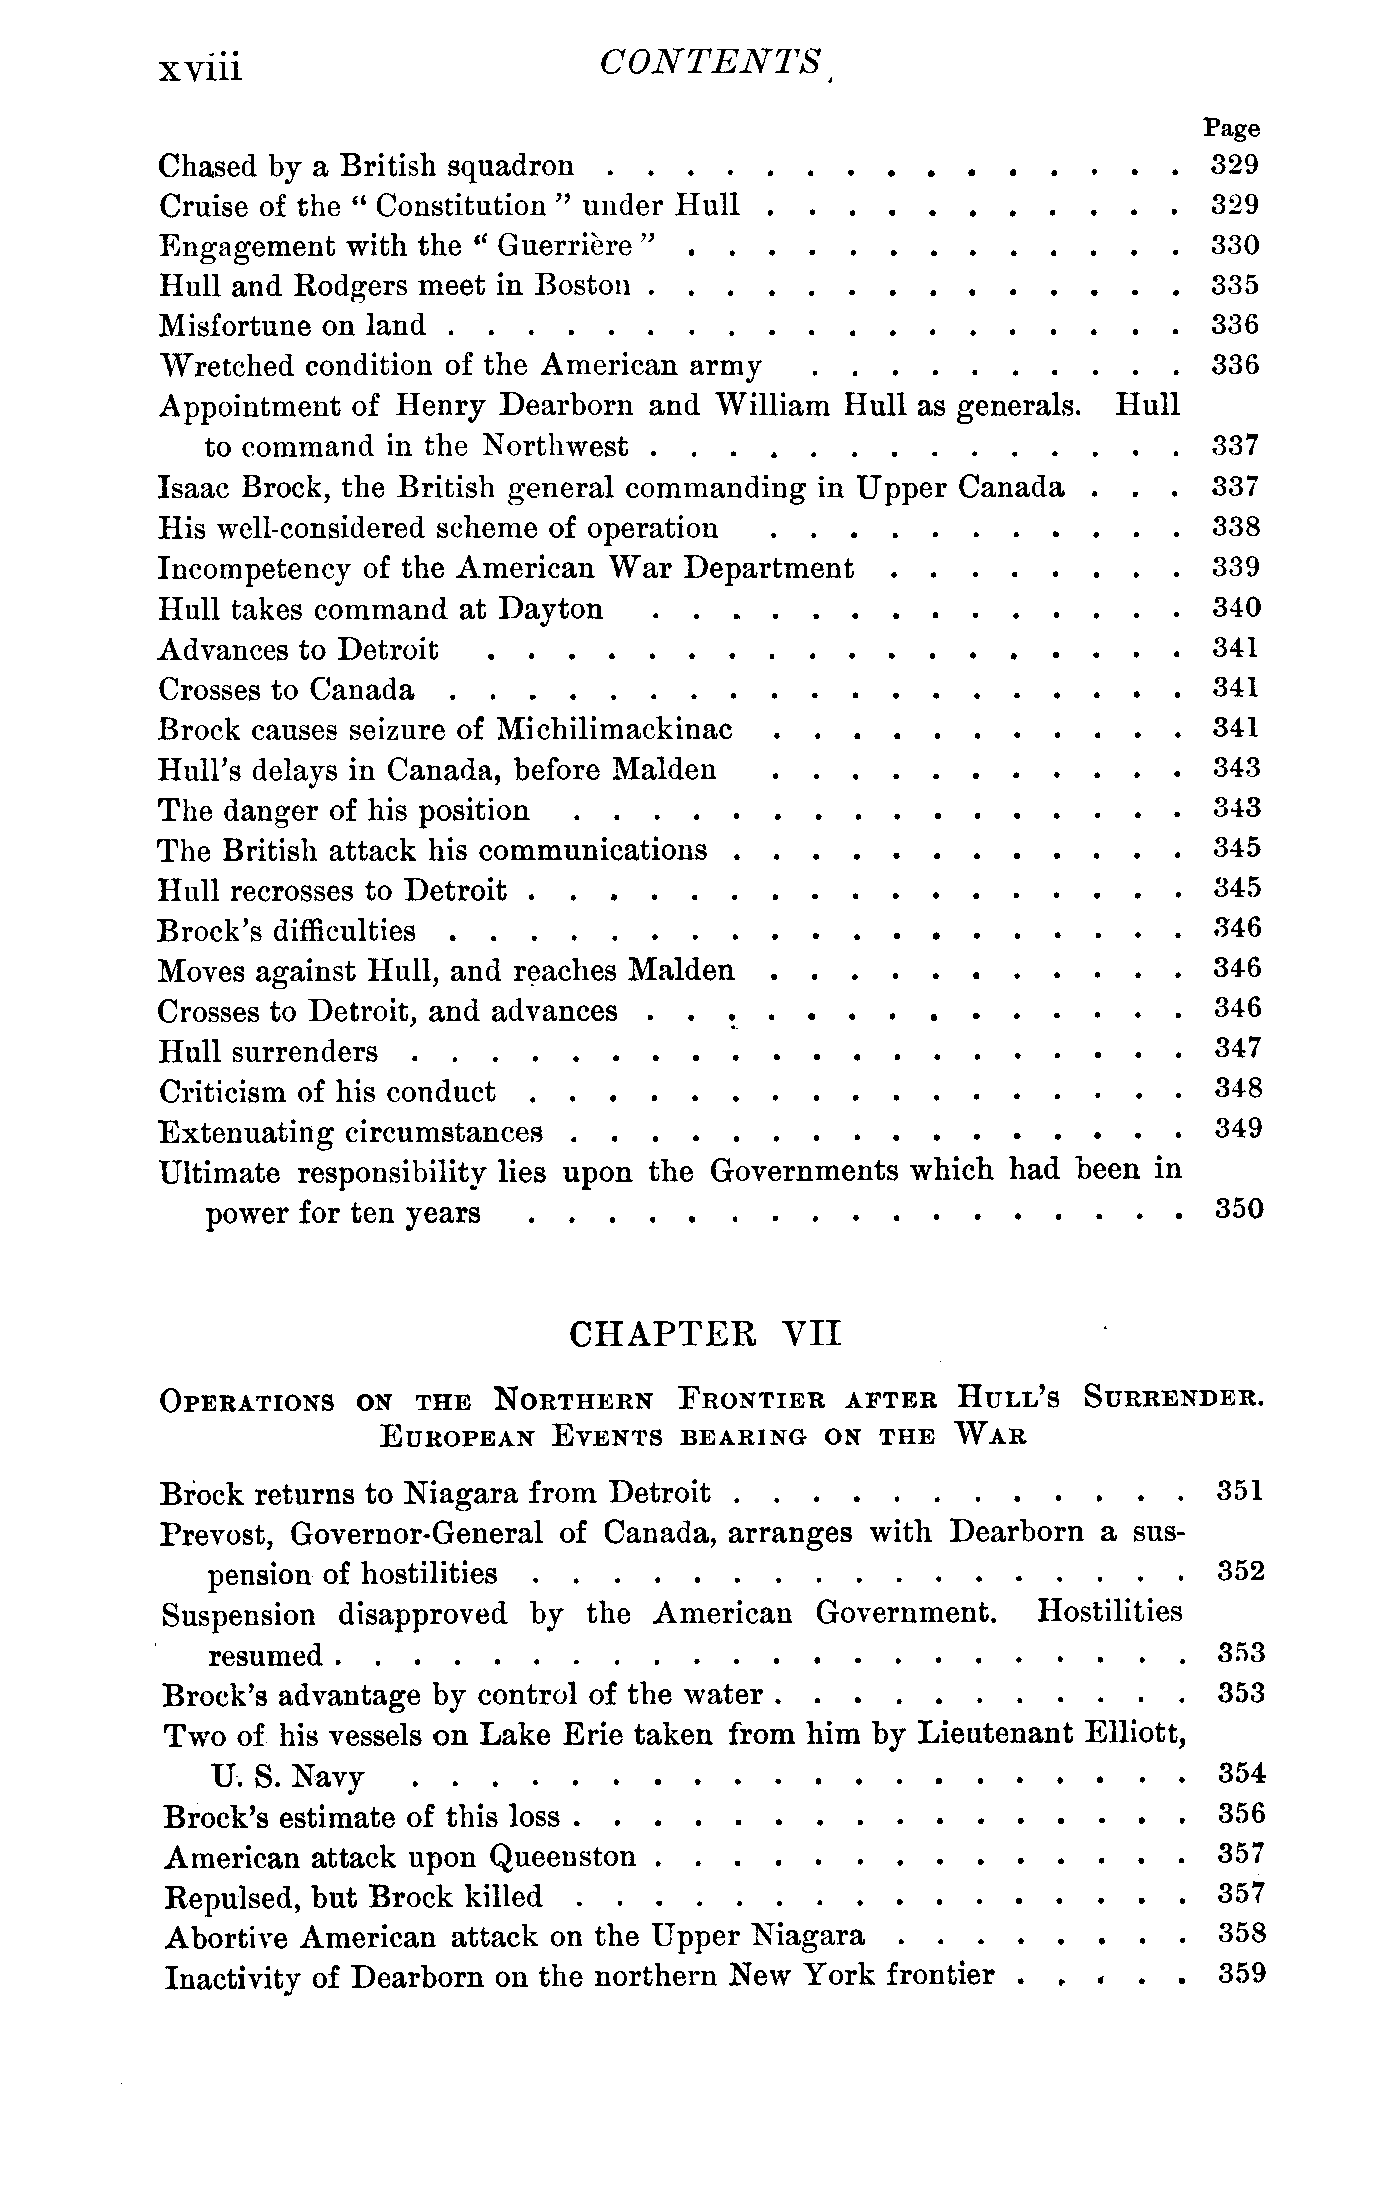 xviii CONTENTS
Page
Chased by a British squadron . . . . . . . . . . . . . . . 329
Cruise of the “ Constitution ” under Hull . . . . . . . . . . . 329
Engagement with the “ Guerrière ” . . . . . . . . . . . . . 330
Hull and Rodgers meet in Boston . . . . . . . . . . . . . . 335
Misfortune on land . . . . . . . . . . . . . . . . . . . 336
Wretched condition of the American army . . . . . . . . . . 336
Appointment of Henry Dearborn and William Hull as generals. Hull
to command in the Northwest . . . . . . . . . . . . . . 337
Isaac Brock, the British general commanding in Upper Canada . . . 337
His well-considered scheme of operation . . . . . . . . . . . 338
Incompetency of the American War Department . . . . . . . . 339
Hull takes command at Dayton . . . . . . . . . . . . . . 340
Advances to Detroit . . . . . . . . . . . . . . . . . . 341
Crosses to Canada . . . . . . . . . . . . . . . . . . . 341
Brock causes seizure of Michilimackinac . . . . . . . . . . . 341
Hull’s delays in Canada, before Malden . . . . . . . . . . . 343
The danger of his position . . . . . . . . . . . . . . . . 343
The British attack his communications . . . . . . . . . . . . 345
Hull recrosses to Detroit . . . . . . . . . . . . . . . . . 345
Brock’s difficulties . . . . . . . . . . . . . . . . . . . 346
Moves against Hull, and reaches Malden . . . . . . . . . . . 346
Crosses to Detroit, and advances . . . . . . . . . . . . . . 346
Hull surrenders . . . . . . . . . . . . . . . . . . . . 347
Criticism of his conduct . . . . . . . . . . . . . . . . . 348
Extenuating circumstances . . . . . . . . . . . . . . . . 349
Ultimate responsibility lies upon the Governments which had been in
power for ten years . . . . . . . . . . . . . . . . . 350
CHAPTER VII
OPERATIONS ON THE NORTHERN FRONTIER AFTER HULL’S SURRENDER.
EUROPEAN EVENTS BEARING ON THE WAR
Brock returns to Niagara from Detroit . . . . . . . . . . . . 351
Prevost, Governor-General of Canada, arranges with Dearborn a sus-
pension of hostilities . . . . . . . . . . . . . . . . . 352
Suspension disapproved by the American Government. Hostilities
resumed . . . . . . . . . . . . . . . . . . . . . . 353
Brock’s advantage by control of the water . . . . . . . . . . . 353
Two of his vessels on Lake Erie taken from him by Lieutenant Elliott,
U. S. Navy . . . . . . . . . . . . . . . . . . . . 354
Brock’s estimate of this loss . . . . . . . . . . . . . . . . 356
American attack upon Queenston . . . . . . . . . . . . . . 357
Repulsed, but Brock killed . . . . . . . . . . . . . . . . 357
Abortive American attack on the Upper Niagara . . . . . . . . 358
Inactivity of Dearborn on the northern New York frontier . . . . . 359